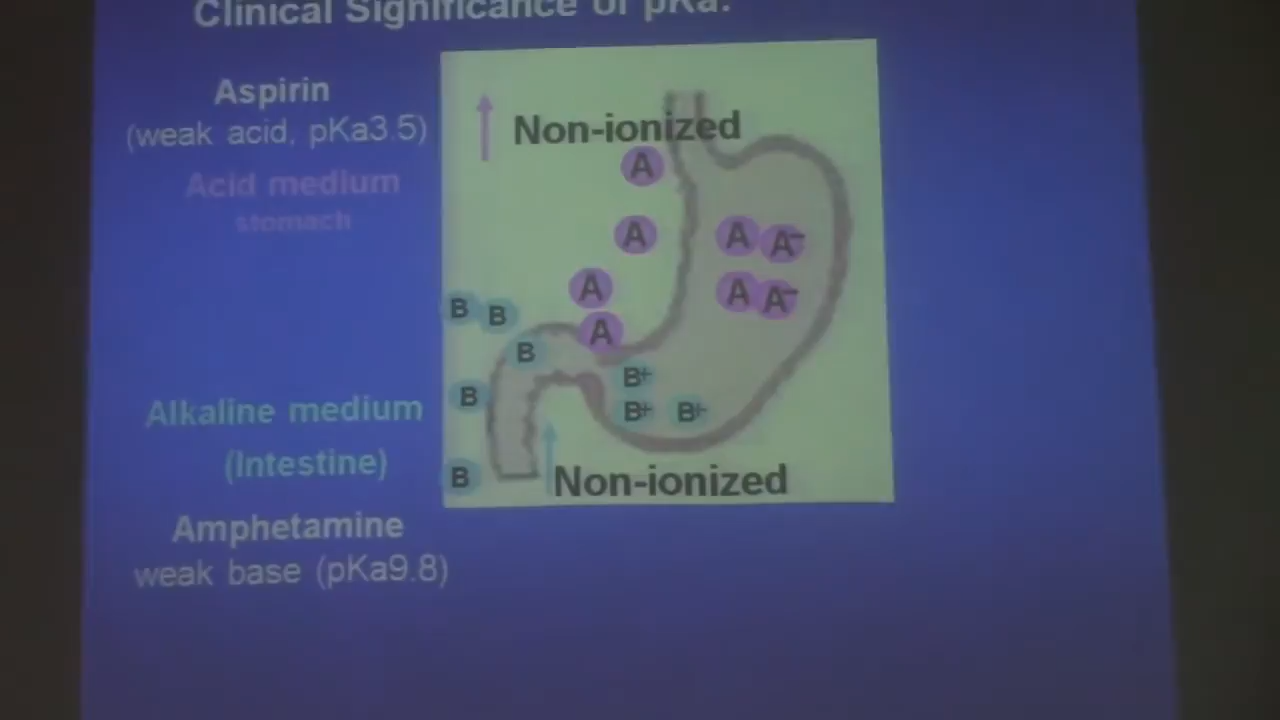 Clinical Significance of pKa:
Aspirin
(weak acid, pKa3.5)
Acid medium
stomach
Alkaline medium
(Intestine)
Amphetamine
weak base (pKa9.8)
Non-ionized
A
A
A A-
A
A A-
A
B B
B
B+
B
B+ B+
B
Non-ionized